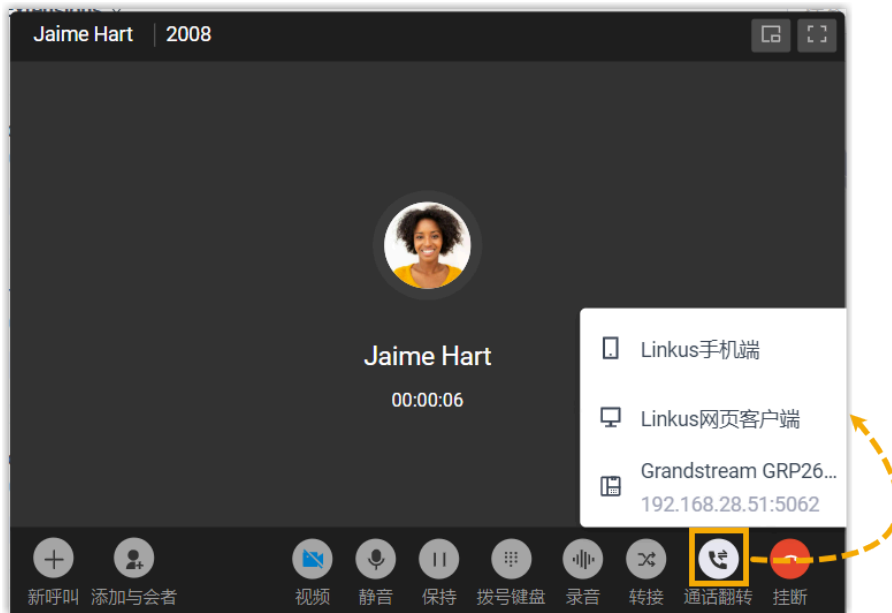 Jaime Hart 2008
Jaime Hart
00:00:06
Linkus手机端
Linkus网页客户端
Grandstream GRP26...
192.168.28.51:5062
新呼叫 添加与会者 视频 静音 保持 拨号键盘 录音 转接 通话翻转 挂断